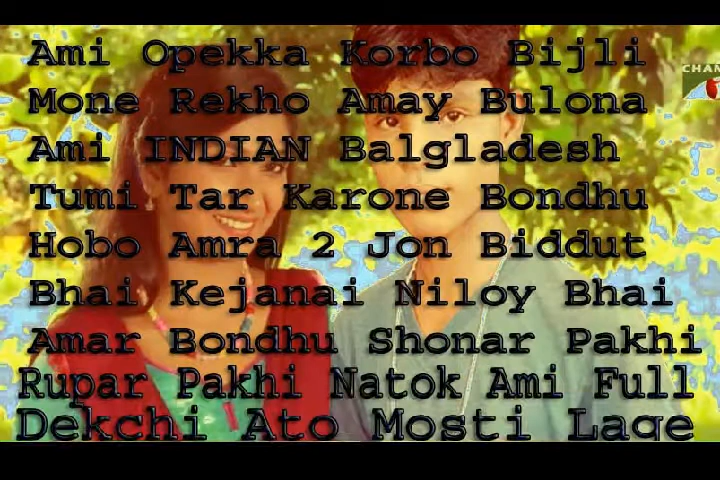 Ami Opekka Korbo Bijli
Mone Rekho Amay Bulona
Ami INDIAN Balgladesh
Tumi Tar Karone Bondhu
Hobo Amra 2 Jon Biddut
Bhai Kejanai Niloy Bhai
Amar Bondhu Shonar Pakhi
Rupar Pakhi Natok Ami Full
Dekchi Ato Mosti Lage
CHAN